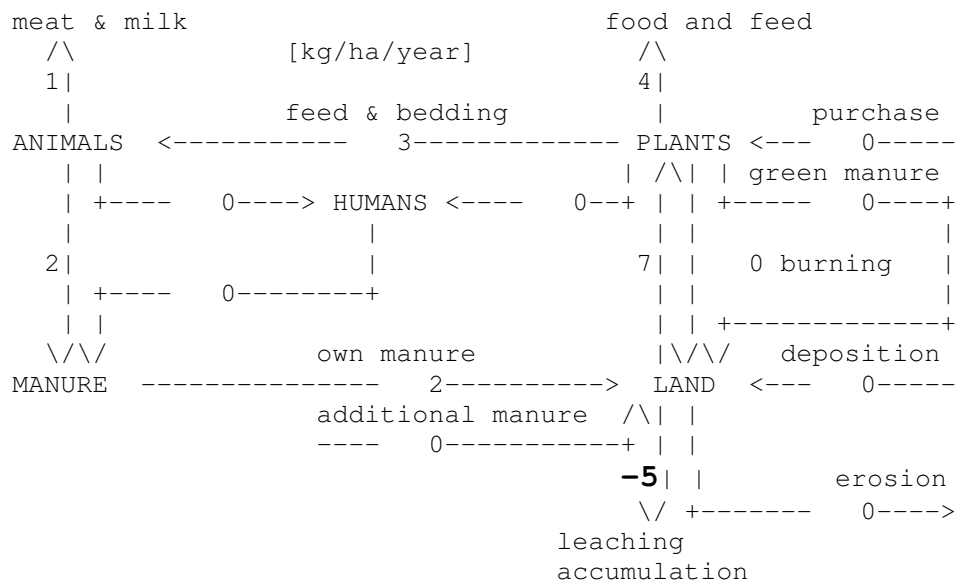 meat & milk                            food and feed
  /\              [kg/ha/year]           /\
  1|                                     4|
   |              feed & bedding          |          purchase
ANIMALS  <-----------   3------------- PLANTS <---   0-----
   | |                                  | /\| | green manure
   | +----   0----> HUMANS <----   0--+ | | +-----   0----+
   |                   |                  | |               |
  2|                   |                 7| |   0 burning   |
   | +----   0--------+                   | |               |
   | |                                    | | +-------------+
  \/\/              own manure            |\/\/   deposition
MANURE  ---------------   2---------->  LAND  <---   0-----
                    additional manure   /\| |
                    ----   0-----------+ | |
                                        -5| |         erosion
                                         \/ +-------   0---->
                                    leaching
                                    accumulation